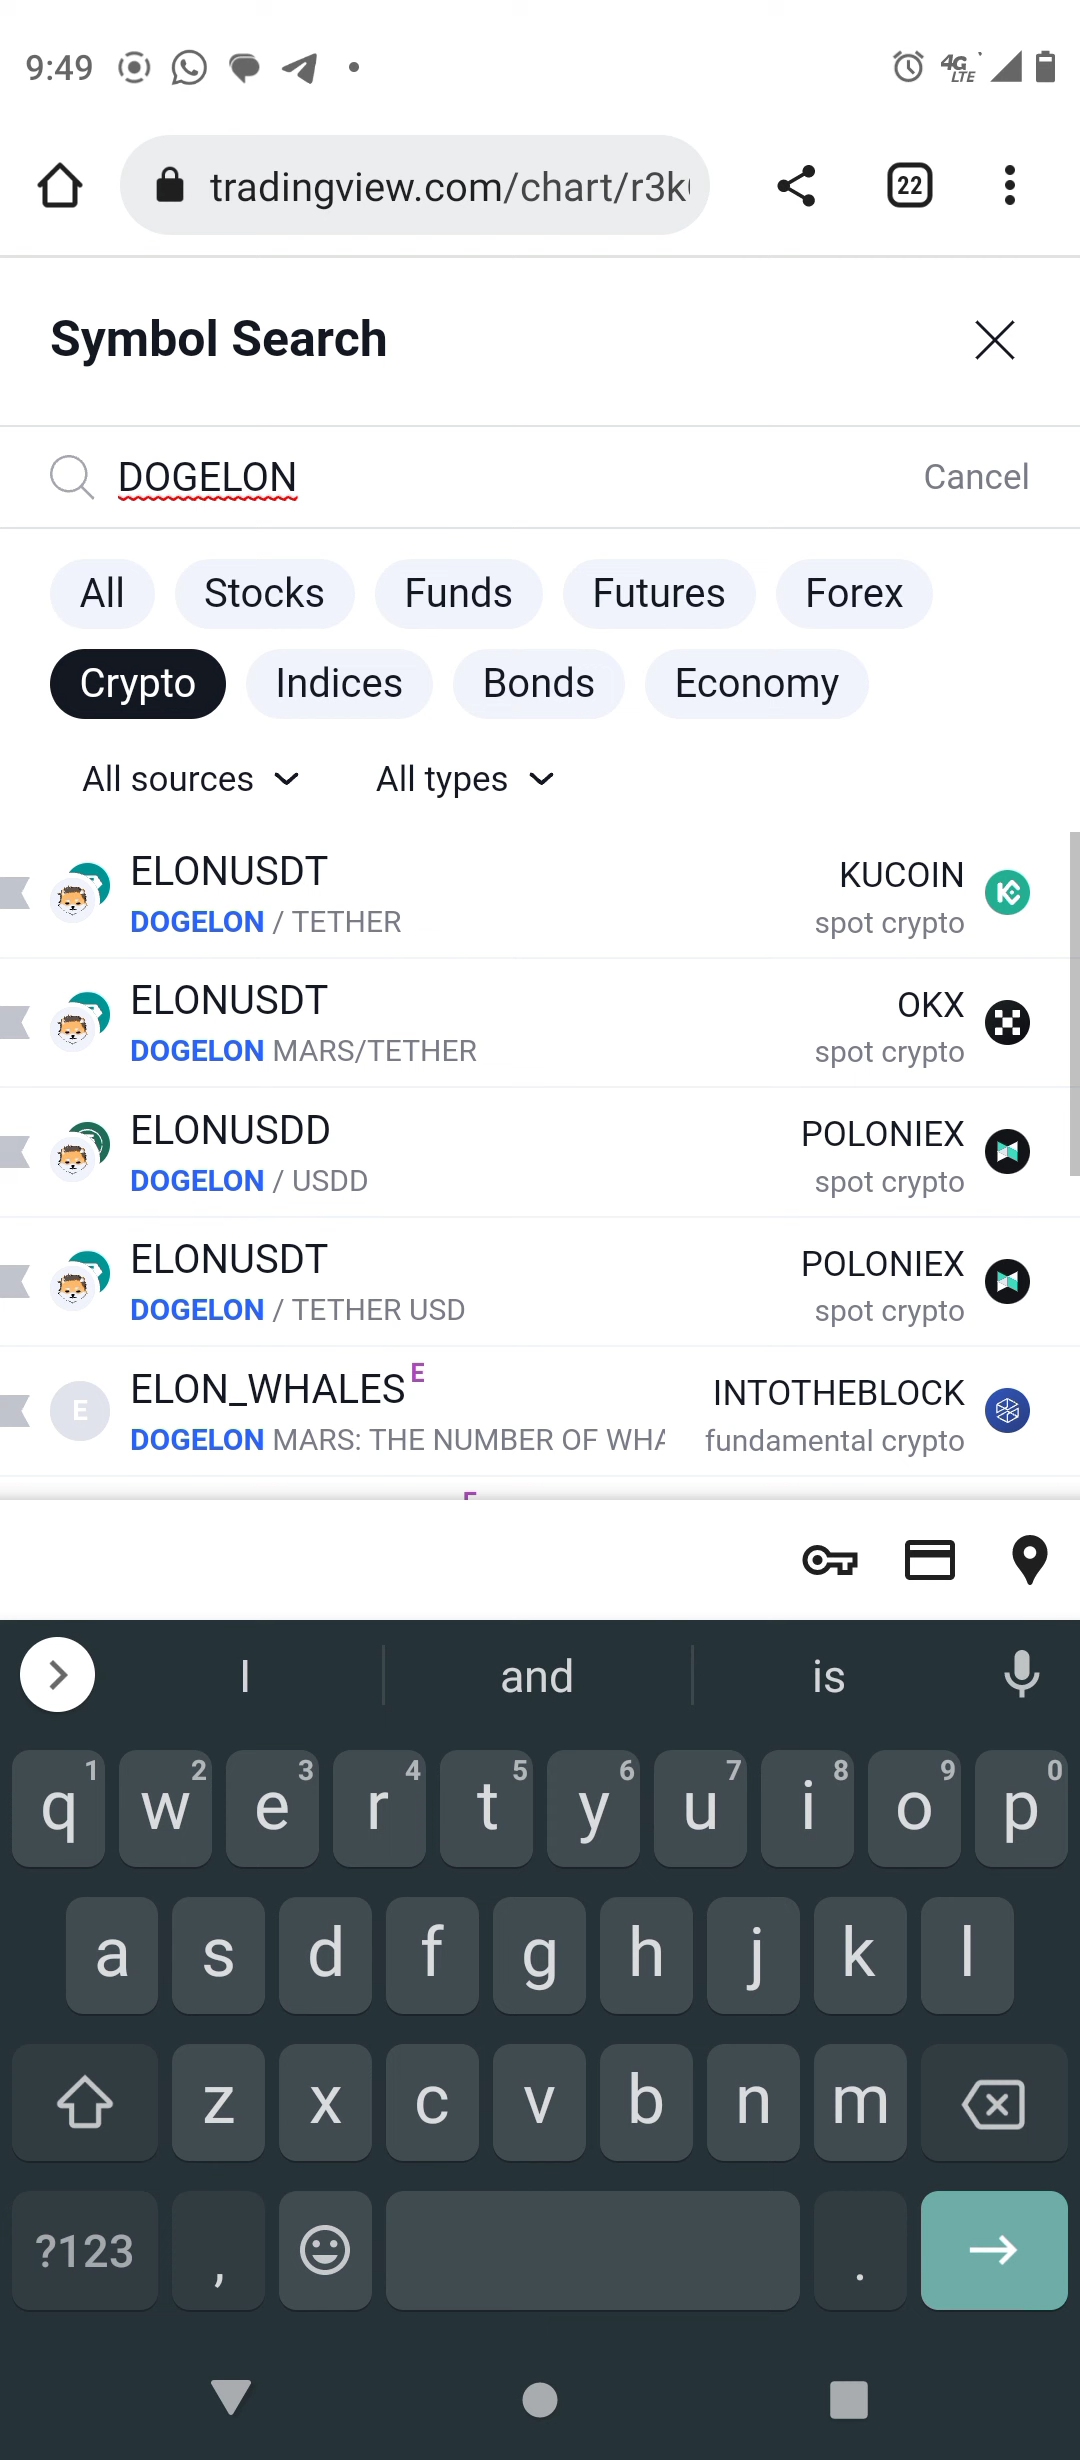 9:49
4G LTE
tradingview.com/chart/r3k
22
Symbol Search
DOGELON
Cancel
All
Stocks
Funds
Futures
Forex
Crypto
Indices
Bonds
Economy
All sources
All types
ELONUSDT
KUCOIN
DOGELON / TETHER
spot crypto
ELONUSDT
OKX
DOGELON MARS/TETHER
spot crypto
ELONUSDD
POLONIEX
DOGELON / USDD
spot crypto
ELONUSDT
POLONIEX
DOGELON / TETHER USD
spot crypto
E
ELON_WHALES E
INTOTHEBLOCK
DOGELON MARS: THE NUMBER OF WHA
fundamental crypto
I
and
is
q 1 w 2 e 3 r 4 t 5 y 6 u 7 i 8 o 9 p 0
a s d f g h j k l
z x c v b n m
?123 , .